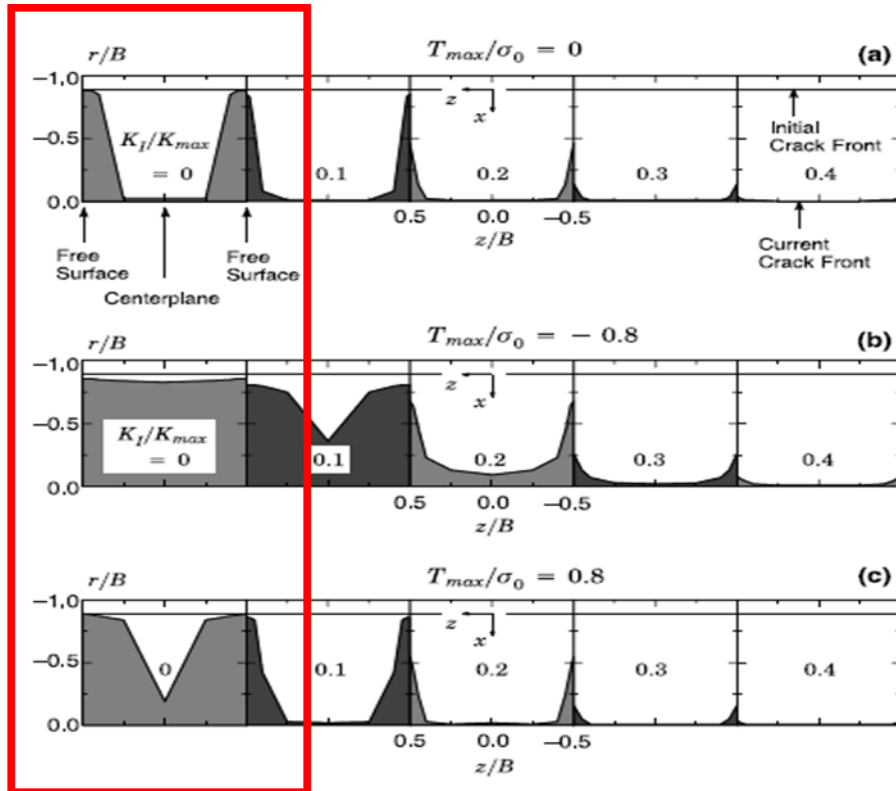 r/B T_max/σ_0 = 0 (a)
−1.0
z
x
−0.5
K_I/K_max
= 0 0.1 0.2 0.3 0.4
Initial
Crack Front
0.0
0.5 0.0 −0.5
z/B
Free
Surface
Free
Surface
Centerplane
Current
Crack Front
r/B T_max/σ_0 = − 0.8 (b)
−1.0
z
x
−0.5
K_I/K_max
= 0 0.1 0.2 0.3 0.4
0.0
0.5 0.0 −0.5
z/B
r/B T_max/σ_0 = 0.8 (c)
−1.0
z
x
−0.5
0 0.1 0.2 0.3 0.4
0.0
0.5 0.0 −0.5
z/B